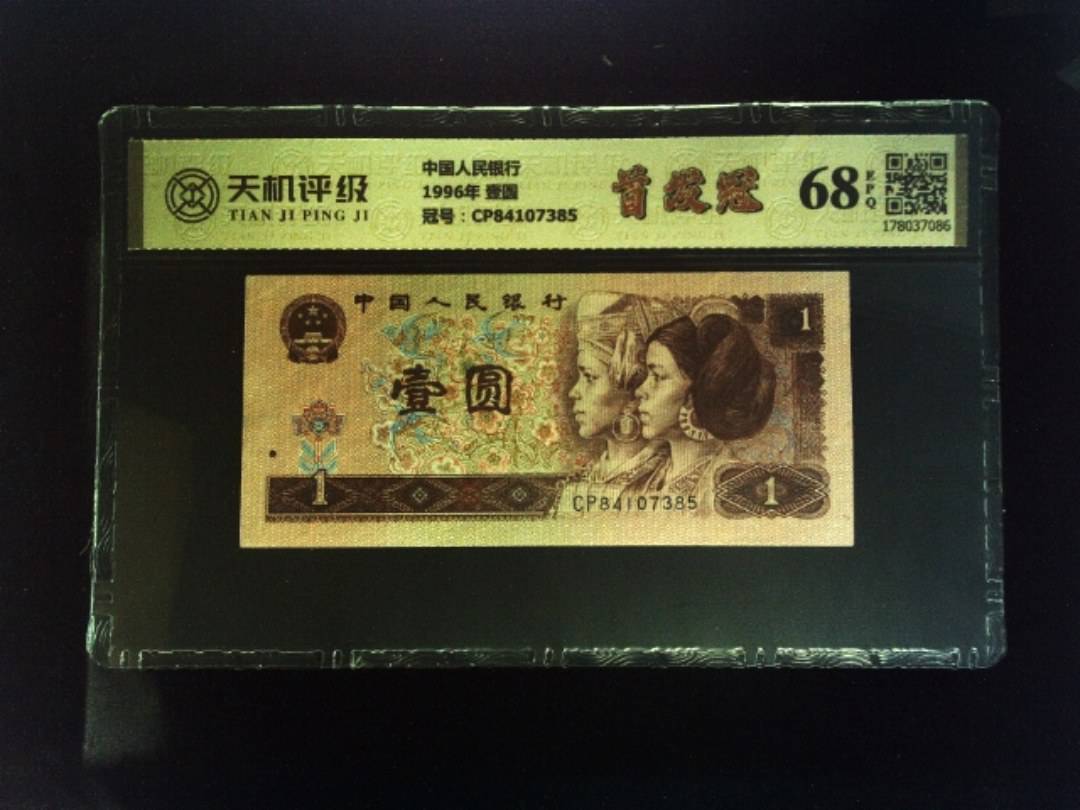 天机评级
TIAN JI PING JI
中国人民银行
1996年 壹圆
冠号：CP84107385
首发冠
68
EPQ
178037086
中国人民银行
1
壹圆
1
CP84107385
1